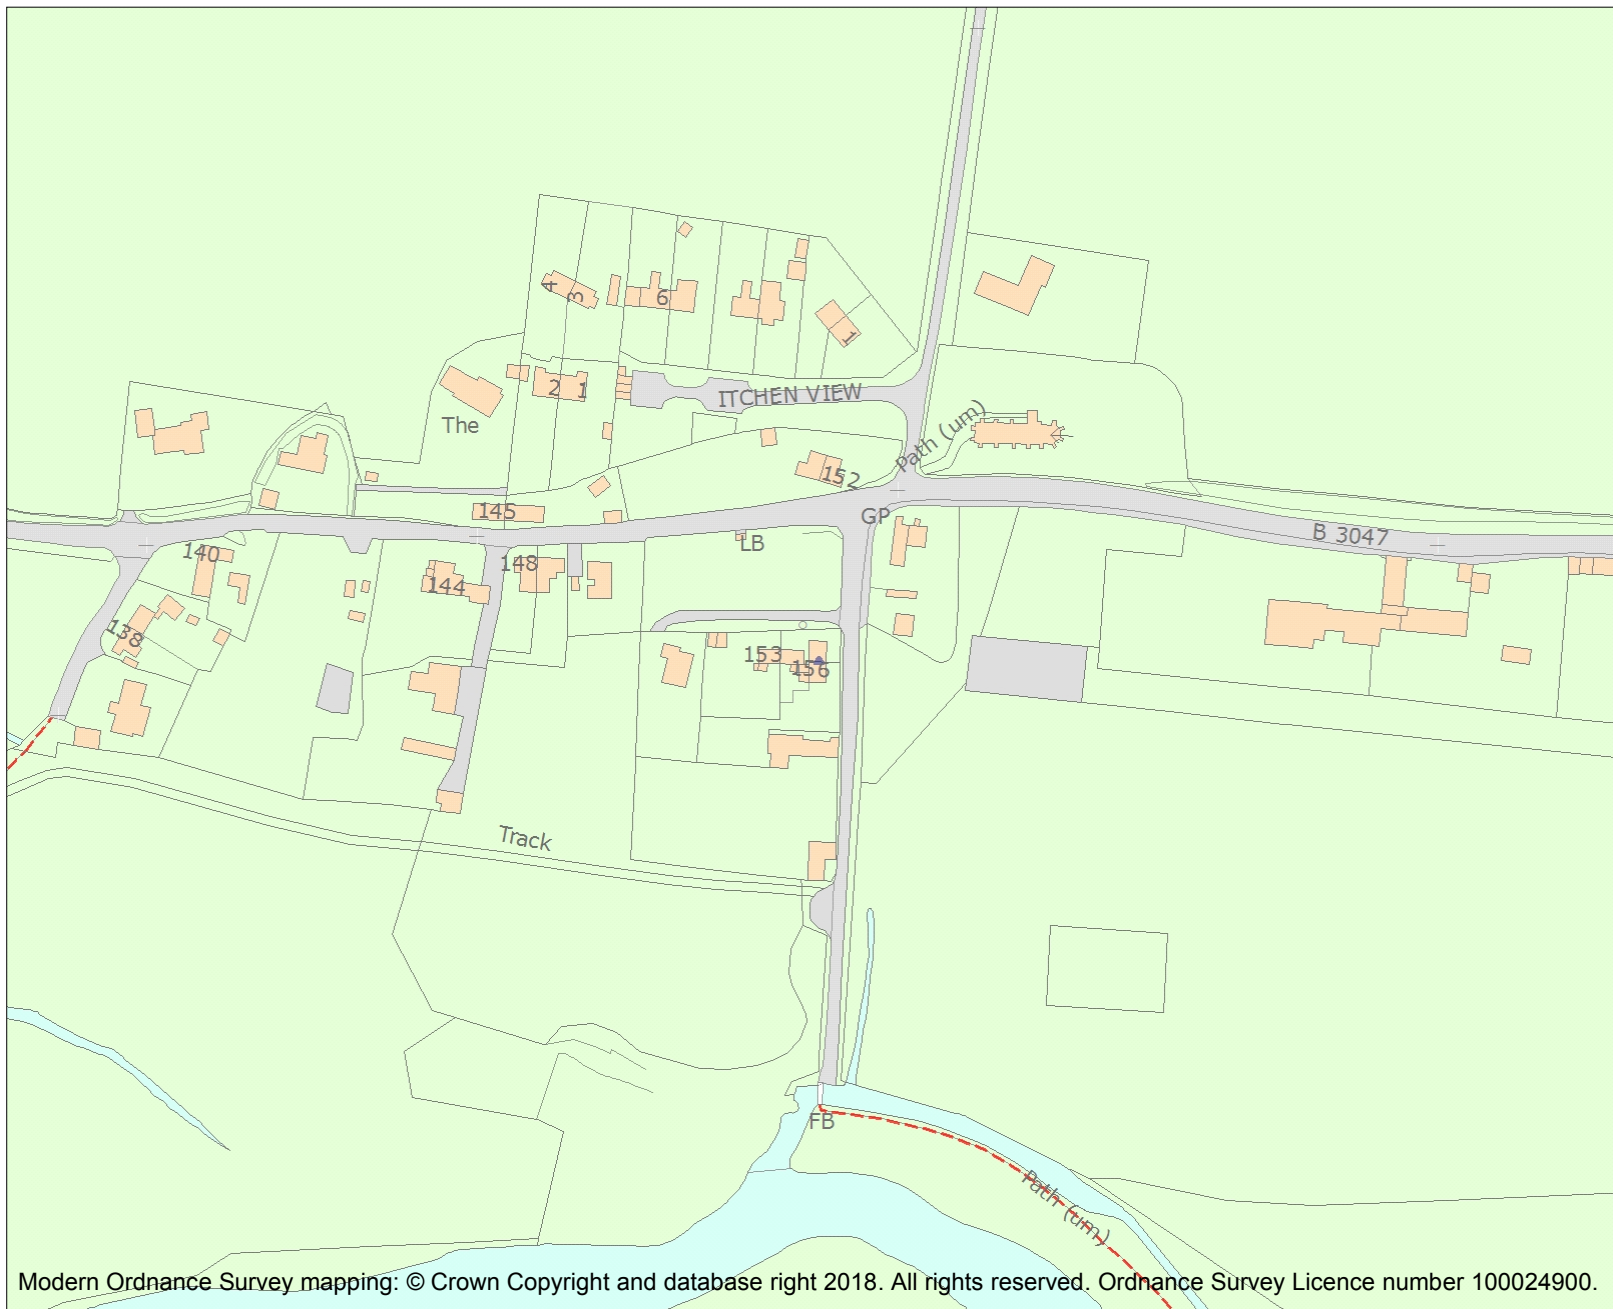 4
3
6
1
2 1
ITCHEN VIEW
The
Path (um)
152
145
GP
B 3047
LB
140
148
144
138
153
156
Track
FB
Path (um)
Modern Ordnance Survey mapping: © Crown Copyright and database right 2018. All rights reserved. Ordnance Survey Licence number 100024900.